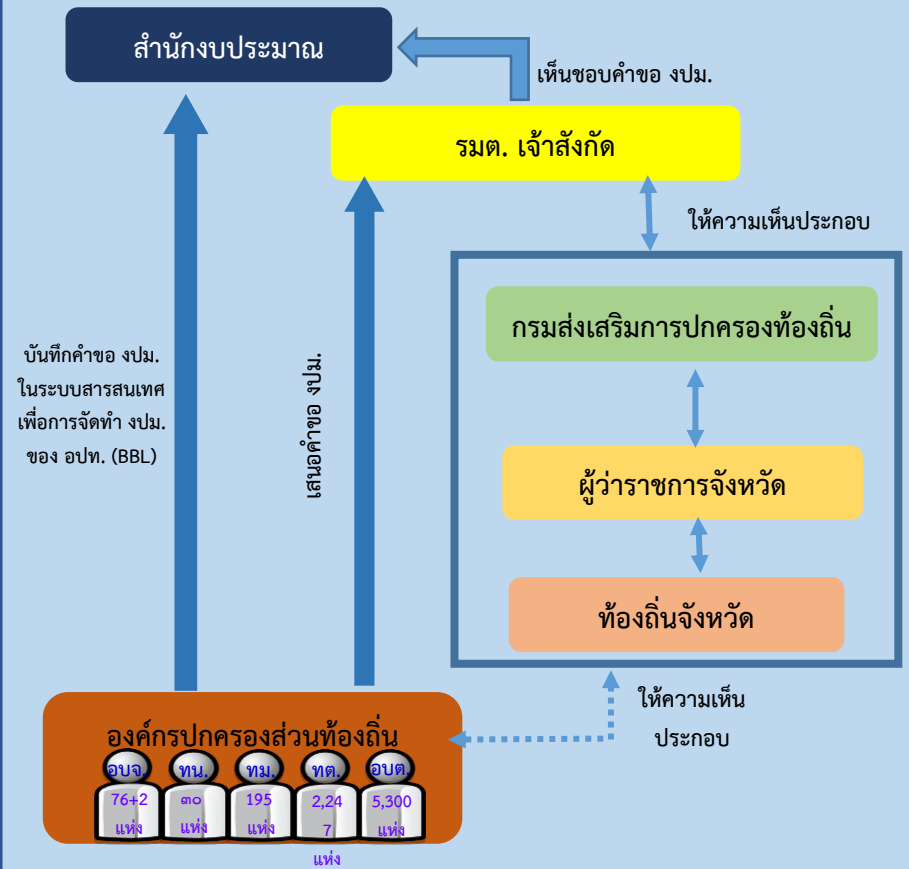 สำนักงบประมาณ
เห็นชอบคำขอ งปม.
รมต. เจ้าสังกัด
ให้ความเห็นประกอบ
กรมส่งเสริมการปกครองท้องถิ่น
บันทึกคำขอ งปม.
ในระบบสารสนเทศ
เพื่อการจัดทำ งปม.
ของ อปท. (BBL)
เสนอคำขอ งปม.
ผู้ว่าราชการจังหวัด
ท้องถิ่นจังหวัด
ให้ความเห็น
ประกอบ
องค์กรปกครองส่วนท้องถิ่น
อบจ. ทน. ทม. ทต. อบต.
76+2 ๓๐ 195 2,24 5,300
แห่ง แห่ง แห่ง 7 แห่ง
แห่ง